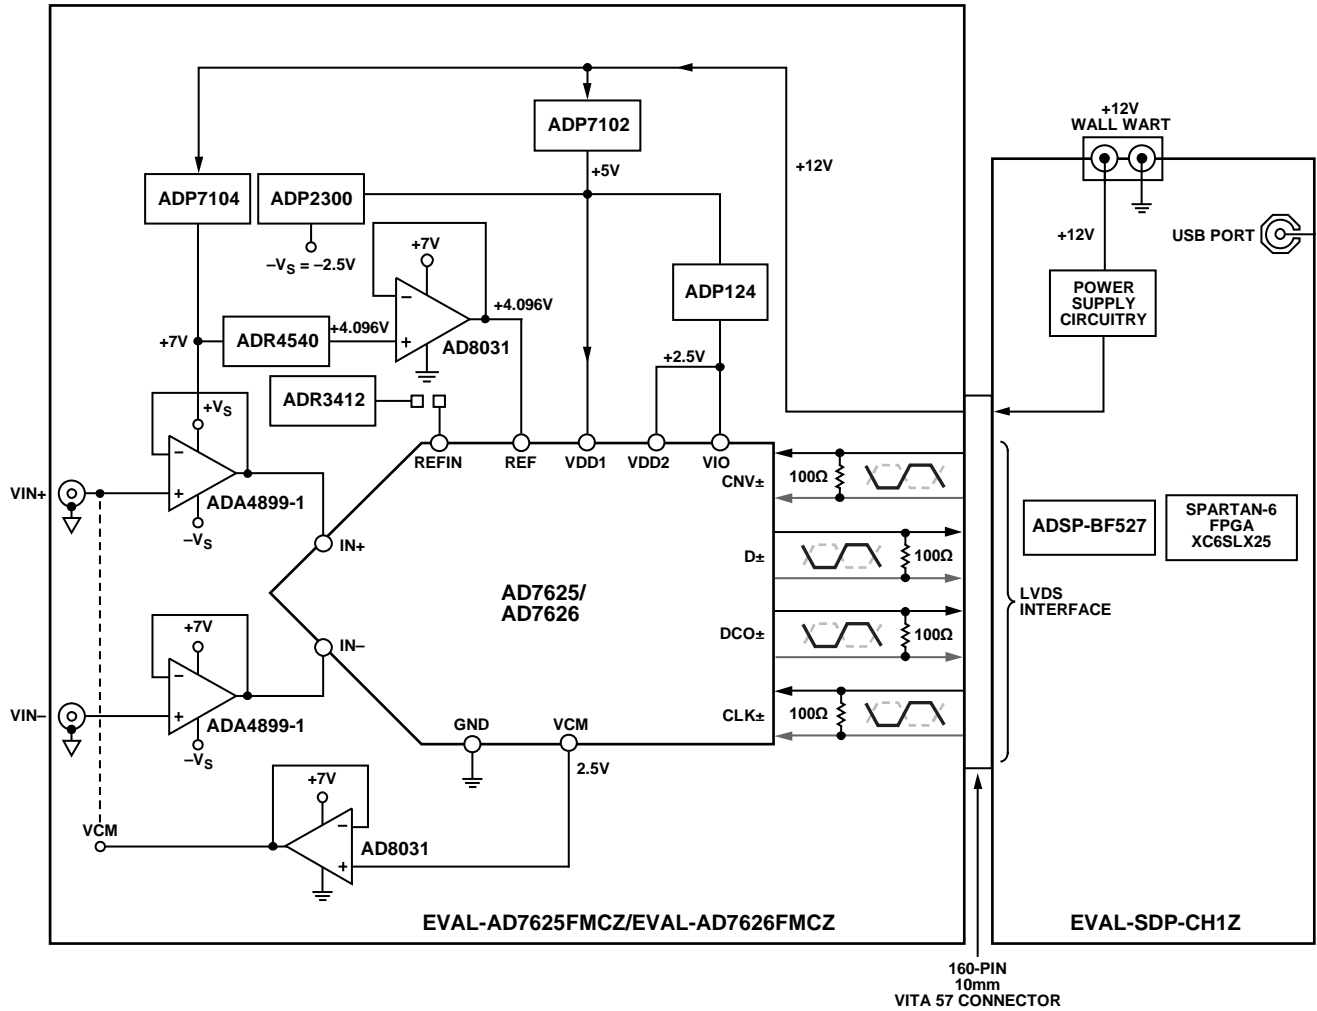 ADP7102
+5V
+12V
+12V
WALL WART
ADP7104
ADP2300
–VS = –2.5V
+7V
+4.096V
ADP124
+12V
USB PORT
POWER
SUPPLY
CIRCUITRY
+7V
ADR4540
+4.096V
AD8031
+2.5V
ADR3412
+VS
REFIN
REF
VDD1
VDD2
VIO
VIN+
ADA4899-1
–VS
IN+
CNV±
100Ω
D±
100Ω
DCO±
100Ω
CLK±
100Ω
AD7625/
AD7626
ADSP-BF527
SPARTAN-6
FPGA
XC6SLX25
LVDS
INTERFACE
+7V
IN–
VIN–
ADA4899-1
–VS
GND
VCM
2.5V
+7V
VCM
AD8031
EVAL-AD7625FMCZ/EVAL-AD7626FMCZ
EVAL-SDP-CH1Z
160-PIN
10mm
VITA 57 CONNECTOR